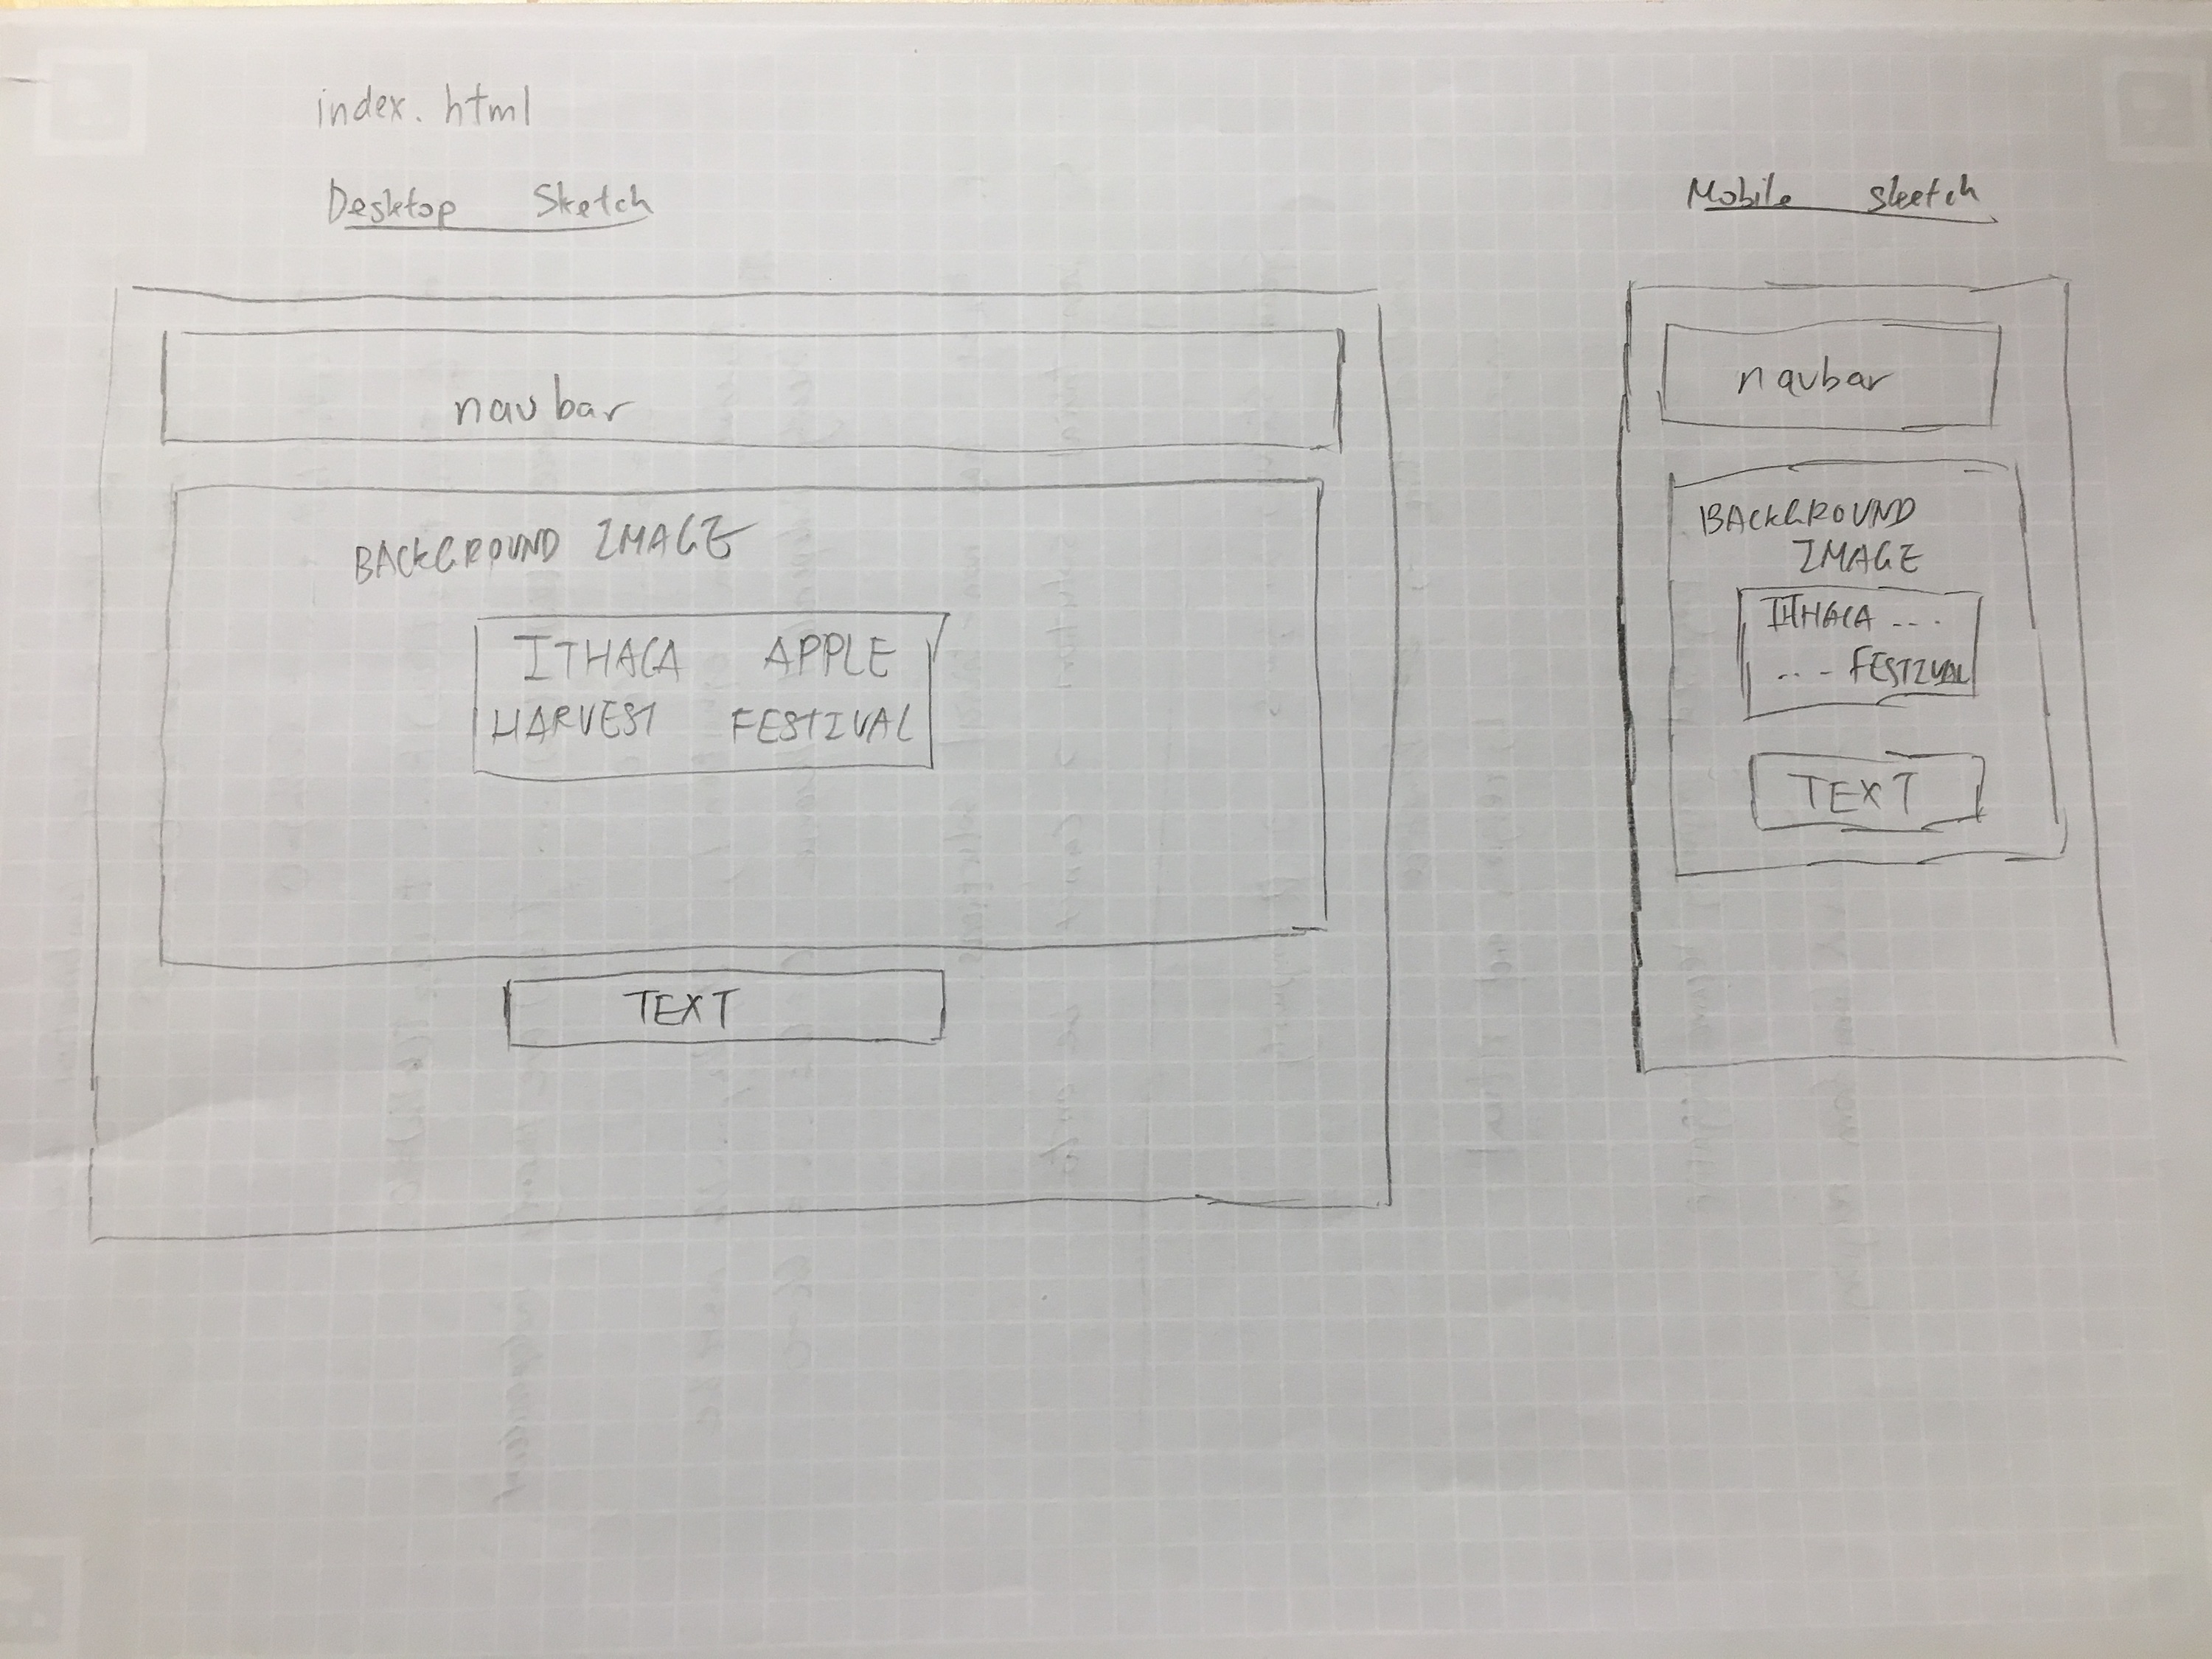 index.html
Desktop Sketch
navbar
BACKGROUND IMAGE
ITHACA APPLE
HARVEST FESTIVAL
TEXT
Mobile sketch
navbar
BACKGROUND
IMAGE
ITHACA ...
... FESTIVAL
TEXT